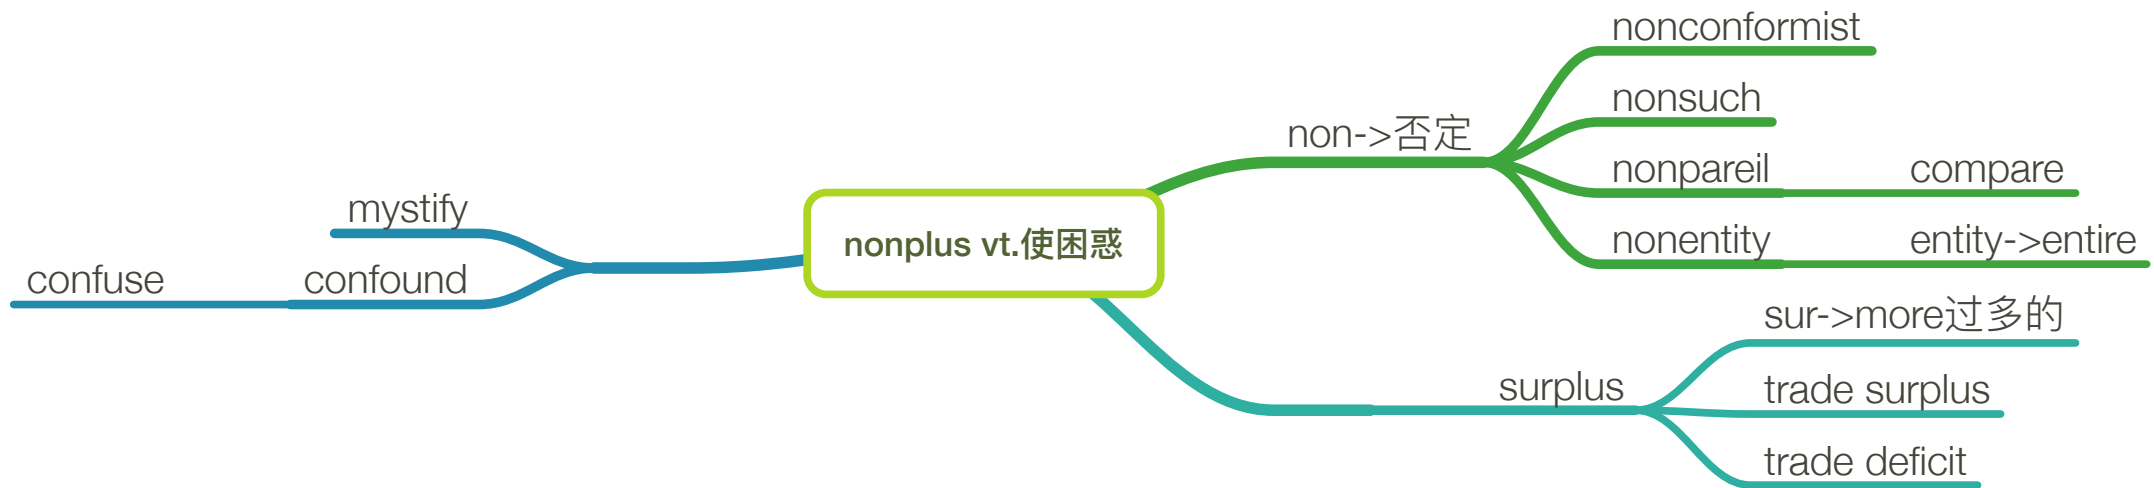 nonplus vt.使困惑
non->否定
nonconformist
nonsuch
nonpareil
compare
nonentity
entity->entire
surplus
sur->more过多的
trade surplus
trade deficit
mystify
confound
confuse